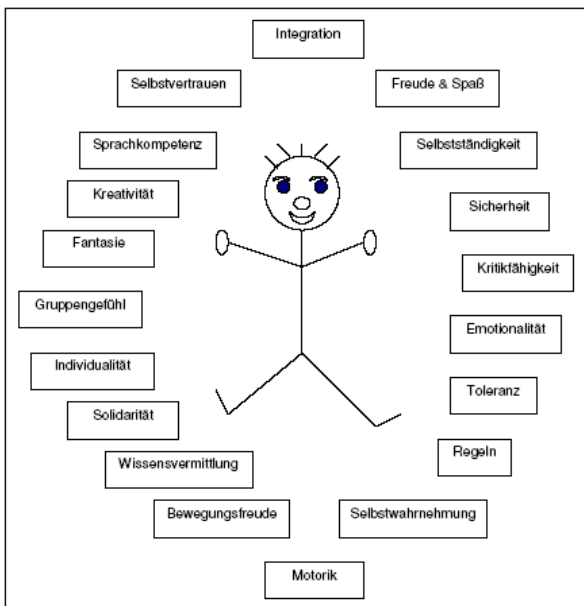 Integration
Selbstvertrauen
Freude & Spaß
Sprachkompetenz
Selbstständigkeit
Kreativität
Sicherheit
Fantasie
Kritikfähigkeit
Gruppengefühl
Emotionalität
Individualität
Toleranz
Solidarität
Regeln
Wissensvermittlung
Bewegungsfreude
Selbstwahrnehmung
Motorik